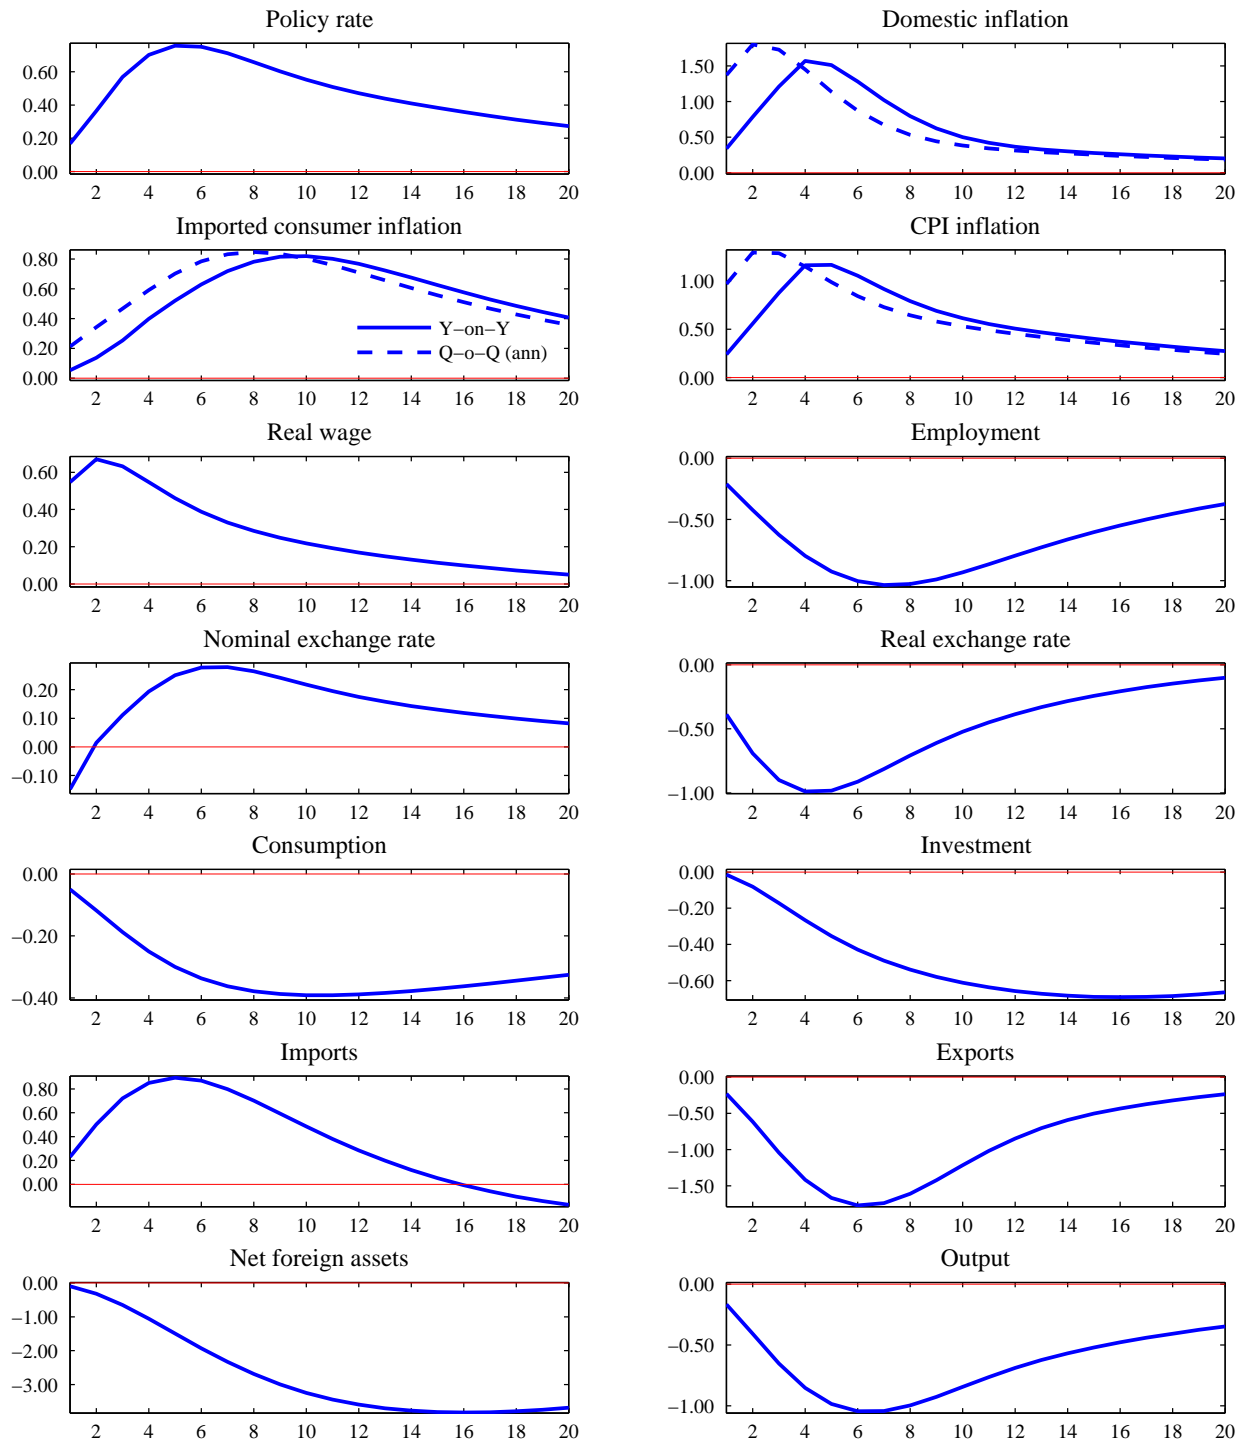 Policy rate
0.60
0.40
0.20
0.00
2 4 6 8 10 12 14 16 18 20
Domestic inflation
1.50
1.00
0.50
0.00
2 4 6 8 10 12 14 16 18 20
Imported consumer inflation
0.80
0.60
0.40
0.20
0.00
Y−on−Y
Q−o−Q (ann)
2 4 6 8 10 12 14 16 18 20
CPI inflation
1.00
0.50
0.00
2 4 6 8 10 12 14 16 18 20
Real wage
0.60
0.40
0.20
0.00
2 4 6 8 10 12 14 16 18 20
Employment
0.00
−0.50
−1.00
2 4 6 8 10 12 14 16 18 20
Nominal exchange rate
0.20
0.10
0.00
−0.10
2 4 6 8 10 12 14 16 18 20
Real exchange rate
0.00
−0.50
−1.00
2 4 6 8 10 12 14 16 18 20
Consumption
0.00
−0.20
−0.40
2 4 6 8 10 12 14 16 18 20
Investment
0.00
−0.20
−0.40
−0.60
2 4 6 8 10 12 14 16 18 20
Imports
0.80
0.60
0.40
0.20
0.00
2 4 6 8 10 12 14 16 18 20
Exports
0.00
−0.50
−1.00
−1.50
2 4 6 8 10 12 14 16 18 20
Net foreign assets
0.00
−1.00
−2.00
−3.00
2 4 6 8 10 12 14 16 18 20
Output
0.00
−0.50
−1.00
2 4 6 8 10 12 14 16 18 20